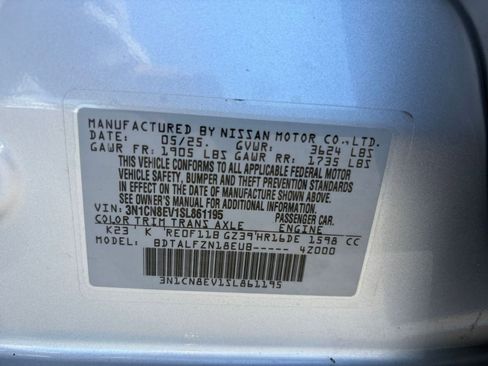 MANUFACTURED BY NISSAN MOTOR CO., LTD.
DATE: 05/25. GVWR: 3624 LBS
GAWR FR: 1905 LBS GAWR RR: 1735 LBS
THIS VEHICLE CONFORMS TO ALL APPLICABLE FEDERAL MOTOR
VEHICLE SAFETY, BUMPER, AND THEFT PREVENTION STANDARDS
IN EFFECT ON THE DATE OF MANUFACTURE SHOWN ABOVE.
SEE OWNER'S MANUAL FOR ADDITIONAL INFORMATION.
VIN: 3N1CN8EV1SL861195 PASSENGER CAR.
COLOR TRIM TRANS AXLE ENGINE
K23 K RE0F11B GZ39 HR16DE 1598 CC
MODEL: BDTALFZN18EUB----- 4Z000
3N1CN8EV1SL861195